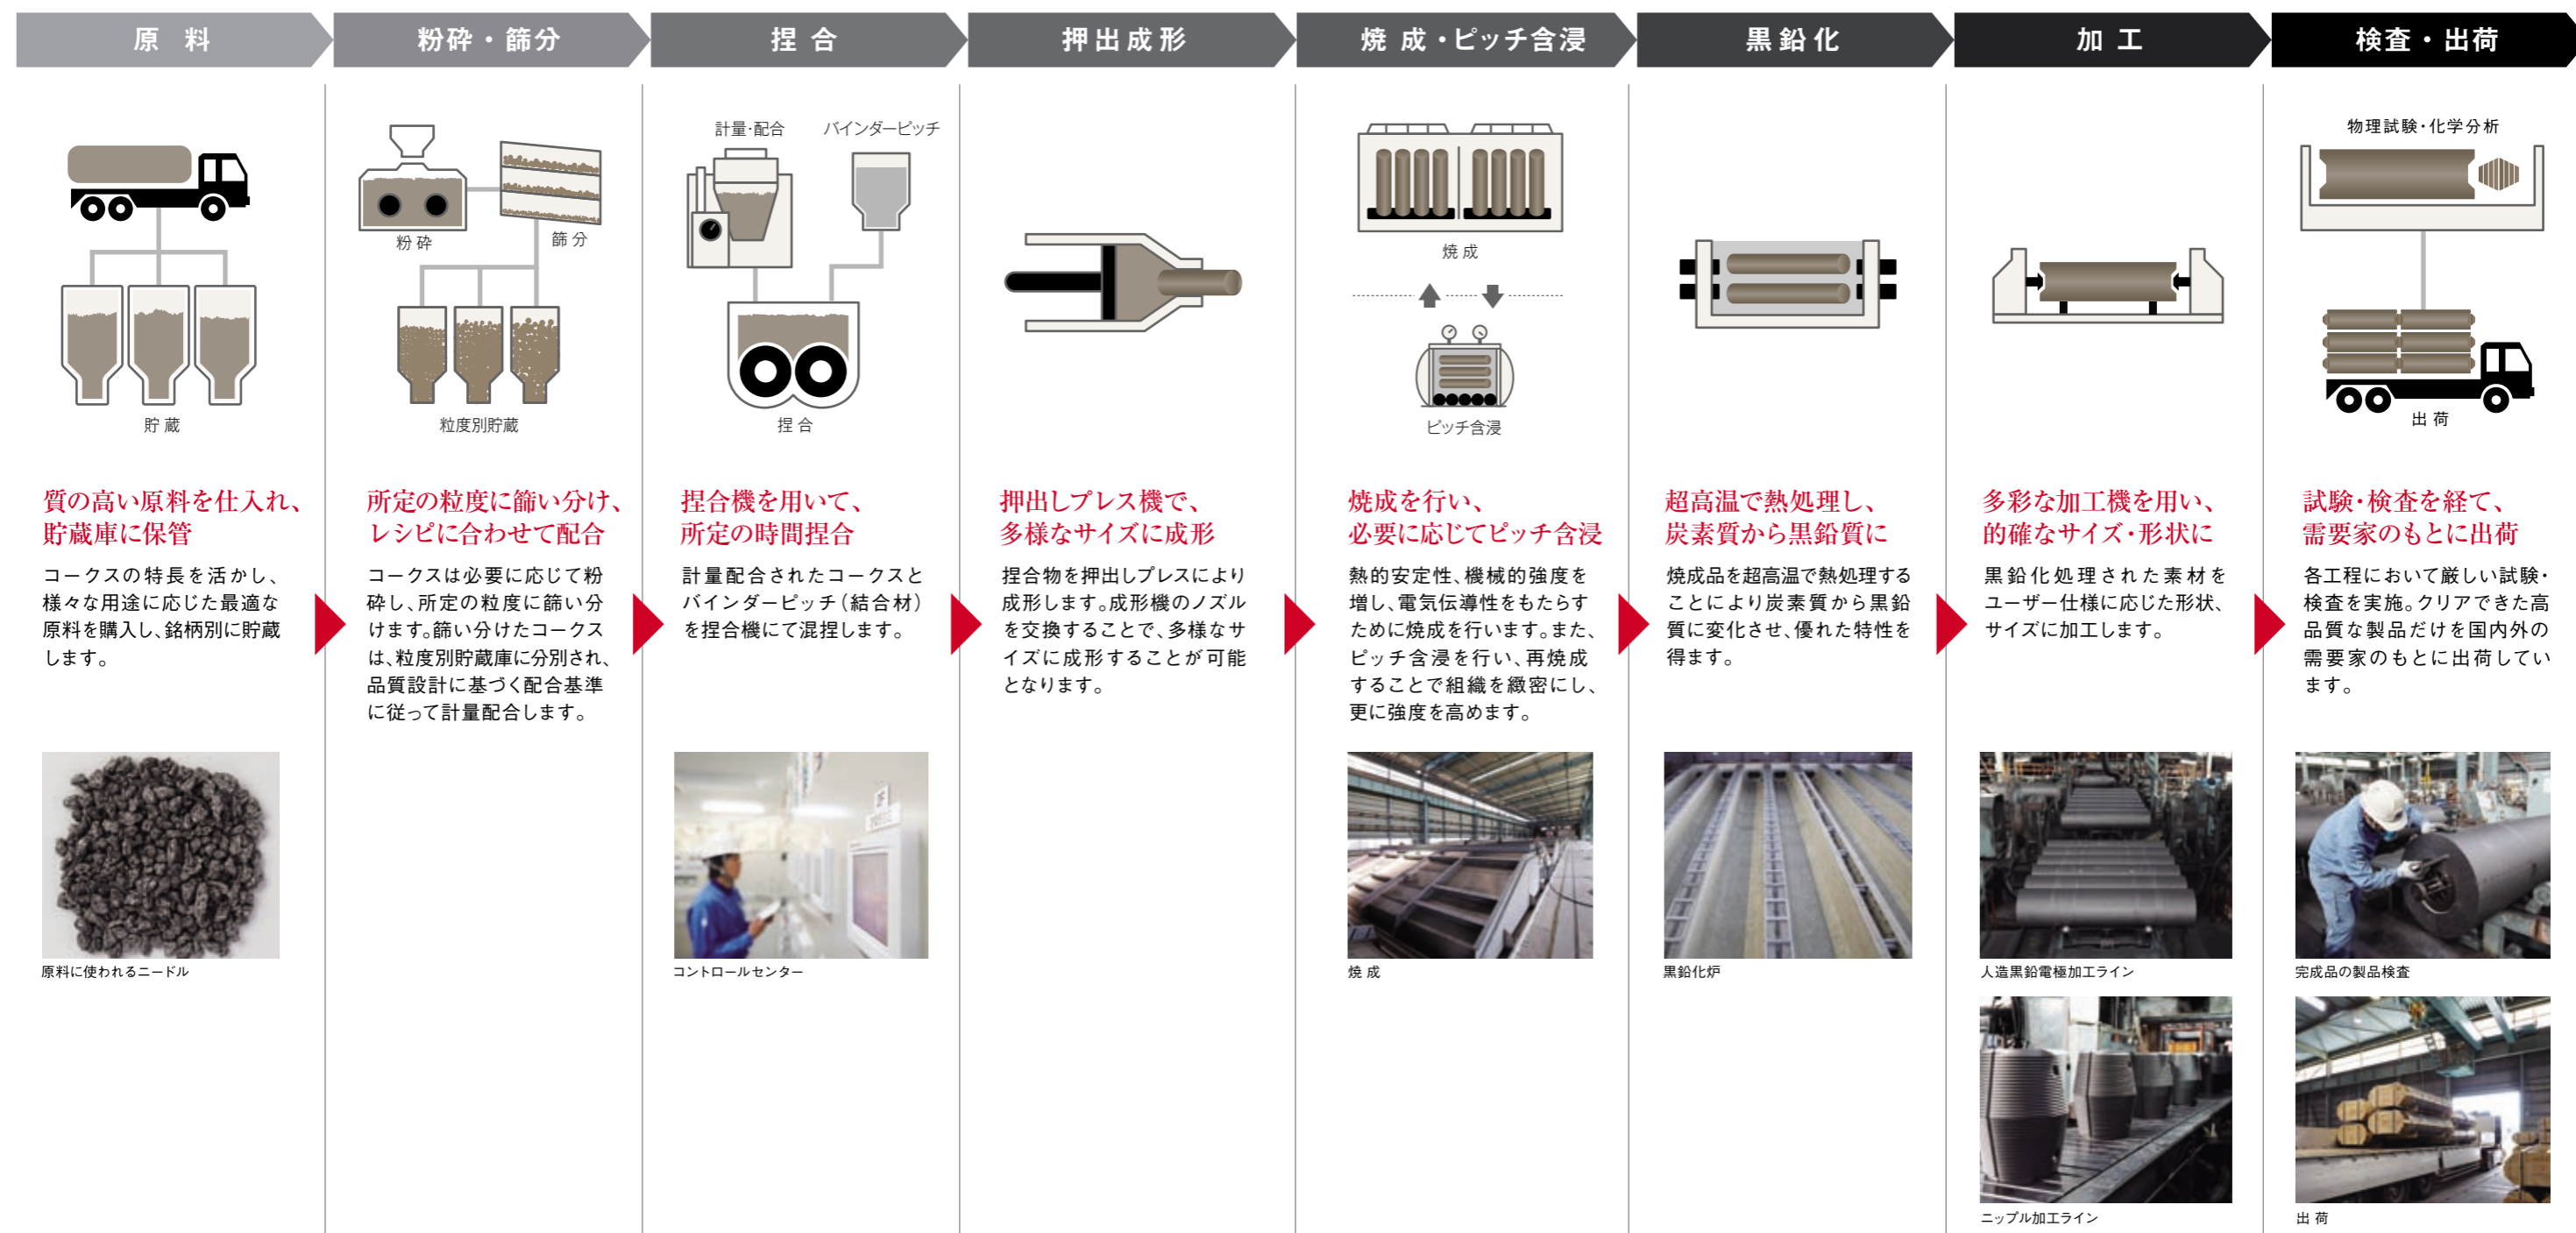 原料
粉砕・篩分
捏合
押出成形
焼成・ピッチ含浸
黒鉛化
加工
検査・出荷
貯蔵
質の高い原料を仕入れ、
貯蔵庫に保管
コークスの特長を活かし、
様々な用途に応じた最適な
原料を購入し、銘柄別に貯蔵
します。
原料に使われるニードル
粉砕
篩分
粒度別貯蔵
所定の粒度に篩い分け、
レシピに合わせて配合
コークスは必要に応じて粉
砕し、所定の粒度に篩い分
けます。篩い分けたコークス
は、粒度別貯蔵庫に分別され、
品質設計に基づく配合基準
に従って計量配合します。
計量・配合
バインダーピッチ
捏合
捏合機を用いて、
所定の時間捏合
計量配合されたコークスと
バインダーピッチ（結合材）
を捏合機にて混捏します。
コントロールセンター
押出しプレス機で、
多様なサイズに成形
捏合物を押出しプレスにより
成形します。成形機のノズル
を交換することで、多様なサ
イズに成形することが可能
となります。
焼成
ピッチ含浸
焼成を行い、
必要に応じてピッチ含浸
熱的安定性、機械的強度を
増し、電気伝導性をもたらす
ために焼成を行います。また、
ピッチ含浸を行い、再焼成
することで組織を緻密にし、
更に強度を高めます。
焼成
超高温で熱処理し、
炭素質から黒鉛質に
焼成品を超高温で熱処理する
ことにより炭素質から黒鉛
質に変化させ、優れた特性を
得ます。
黒鉛化炉
多彩な加工機を用い、
的確なサイズ・形状に
黒鉛化処理された素材を
ユーザー仕様に応じた形状、
サイズに加工します。
人造黒鉛電極加工ライン
ニップル加工ライン
物理試験・化学分析
出荷
試験・検査を経て、
需要家のもとに出荷
各工程において厳しい試験・
検査を実施。クリアできた高
品質な製品だけを国内外の
需要家のもとに出荷してい
ます。
完成品の製品検査
出荷